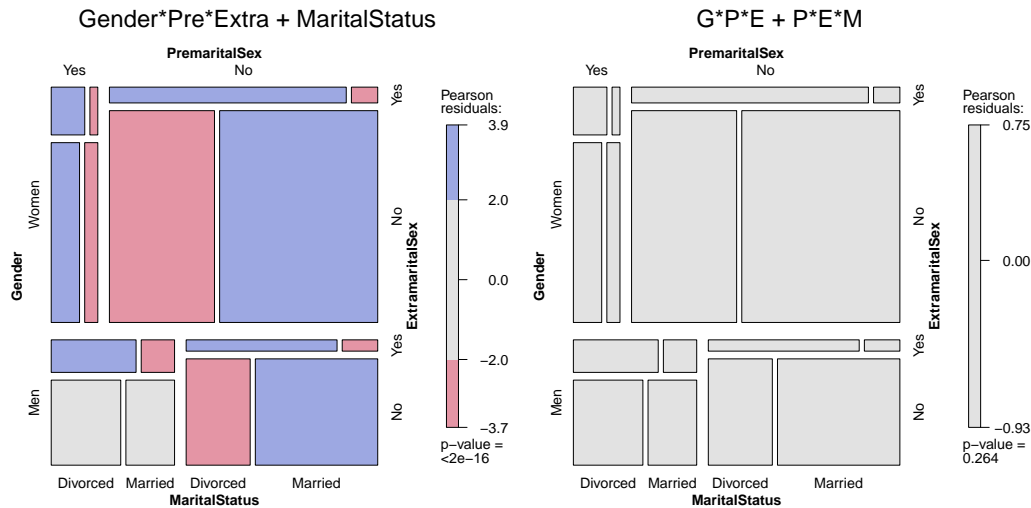 Gender*Pre*Extra + MaritalStatus
PremaritalSex
Yes No
Gender
Women
Men
Yes
No
Yes
No
ExtramaritalSex
Divorced Married Divorced Married
MaritalStatus
Pearson
residuals:
3.9
2.0
0.0
−2.0
−3.7
p−value =
<2e−16
G*P*E + P*E*M
PremaritalSex
Yes No
Gender
Women
Men
Yes
No
Yes
No
ExtramaritalSex
Divorced Married Divorced Married
MaritalStatus
Pearson
residuals:
0.75
0.00
−0.93
p−value =
0.264